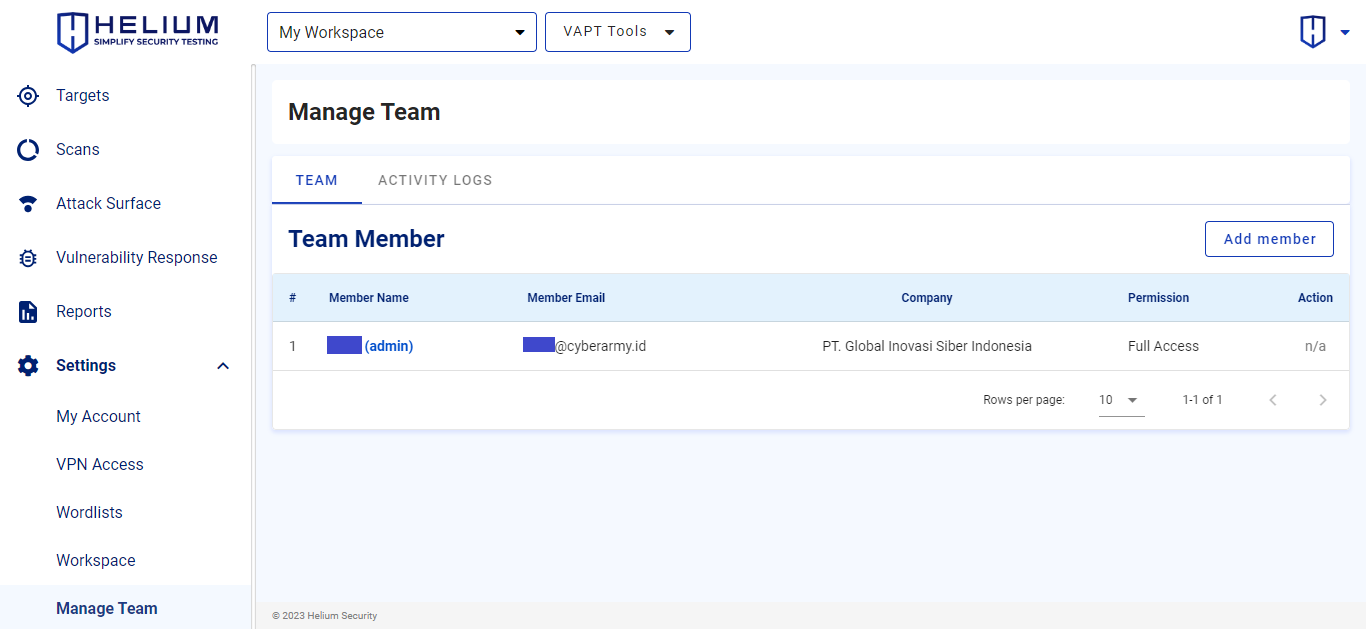 HELIUM
SIMPLIFY SECURITY TESTING
My Workspace
VAPT Tools
Targets
Scans
Attack Surface
Vulnerability Response
Reports
Settings
My Account
VPN Access
Wordlists
Workspace
Manage Team
Manage Team
TEAM ACTIVITY LOGS
Team Member
Add member
# Member Name Member Email Company Permission Action
1 (admin) @cyberarmy.id PT. Global Inovasi Siber Indonesia Full Access n/a
Rows per page: 10 1-1 of 1
© 2023 Helium Security